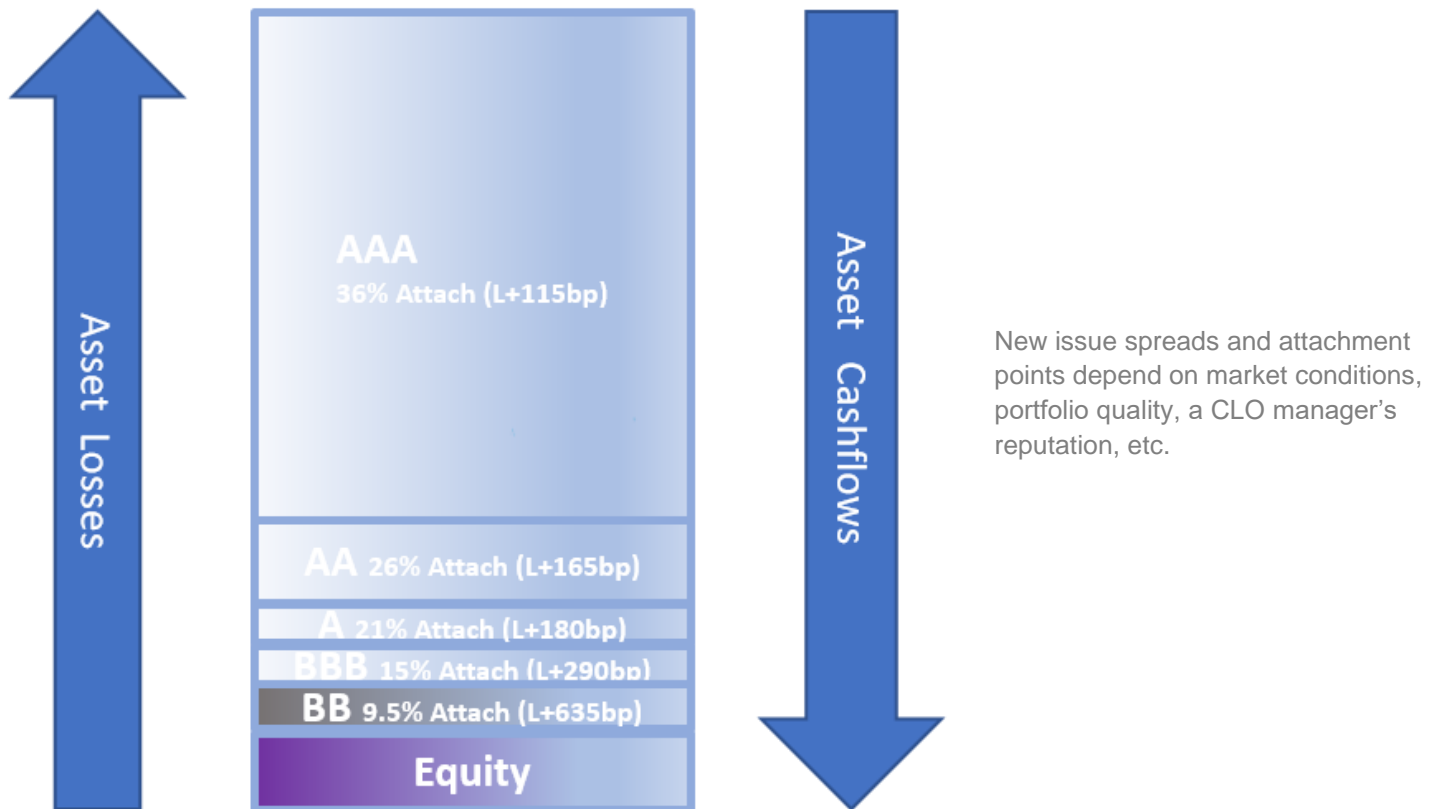 Asset Losses
AAA
36% Attach (L+115bp)
AA 26% Attach (L+165bp)
A 21% Attach (L+180bp)
BBB 15% Attach (L+290bp)
BB 9.5% Attach (L+635bp)
Equity
Asset Cashflows
New issue spreads and attachment
points depend on market conditions,
portfolio quality, a CLO manager’s
reputation, etc.